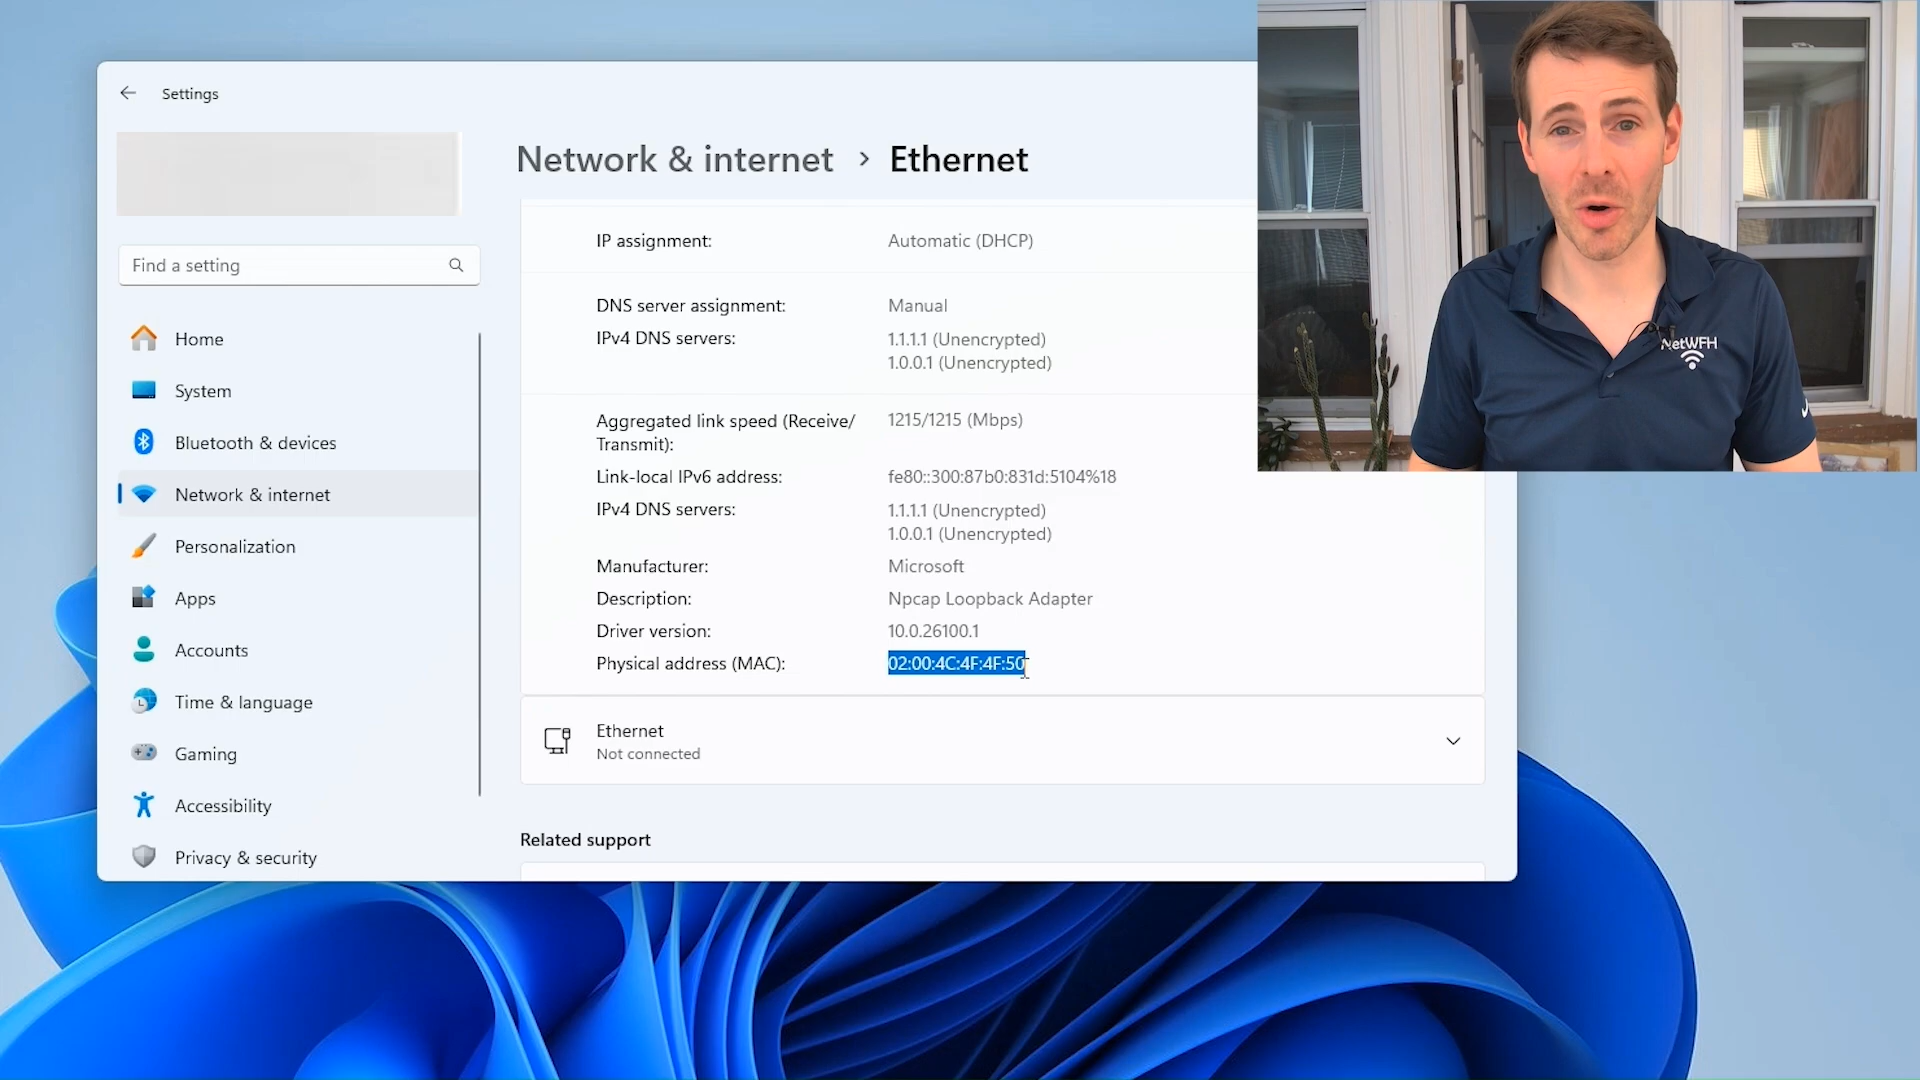 Settings
Find a setting
Home
System
Bluetooth & devices
Network & internet
Personalization
Apps
Accounts
Time & language
Gaming
Accessibility
Privacy & security
Network & internet > Ethernet
IP assignment: Automatic (DHCP)
DNS server assignment: Manual
IPv4 DNS servers: 1.1.1.1 (Unencrypted)
1.0.0.1 (Unencrypted)
Aggregated link speed (Receive/ 1215/1215 (Mbps)
Transmit):
Link-local IPv6 address: fe80::300:87b0:831d:5104%18
IPv4 DNS servers: 1.1.1.1 (Unencrypted)
1.0.0.1 (Unencrypted)
Manufacturer: Microsoft
Description: Npcap Loopback Adapter
Driver version: 10.0.26100.1
Physical address (MAC): 02:00:4C:4F:4F:50
Ethernet
Not connected
Related support
NetWFH